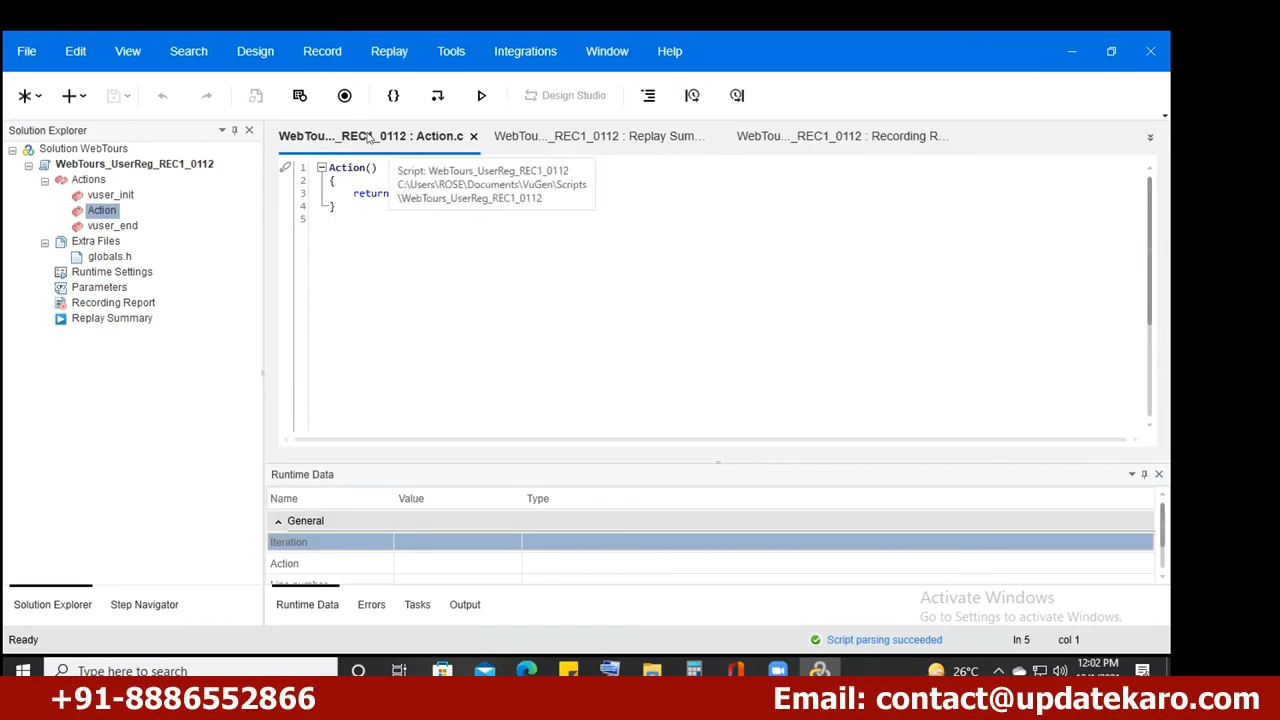 File Edit View Search Design Record Replay Tools Integrations Window Help
Design Studio
Solution Explorer
WebTou..._REC1_0112 : Action.c
WebTou..._REC1_0112 : Replay Sum...
WebTou..._REC1_0112 : Recording R...
Solution WebTours
WebTours_UserReg_REC1_0112
Actions
vuser_init
Action
vuser_end
Extra Files
globals.h
Runtime Settings
Parameters
Recording Report
Replay Summary
1 Action()
2 {
3 return
4 }
5
Script: WebTours_UserReg_REC1_0112
C:\Users\ROSE\Documents\VuGen\Scripts
\WebTours_UserReg_REC1_0112
Runtime Data
Name Value Type
General
Iteration
Action
Line number
Solution Explorer Step Navigator
Runtime Data Errors Tasks Output
Activate Windows
Go to Settings to activate Windows.
Ready
Script parsing succeeded
ln 5 col 1
Type here to search
26°C
12:02 PM
+91-8886552866
Email: contact@updatekaro.com